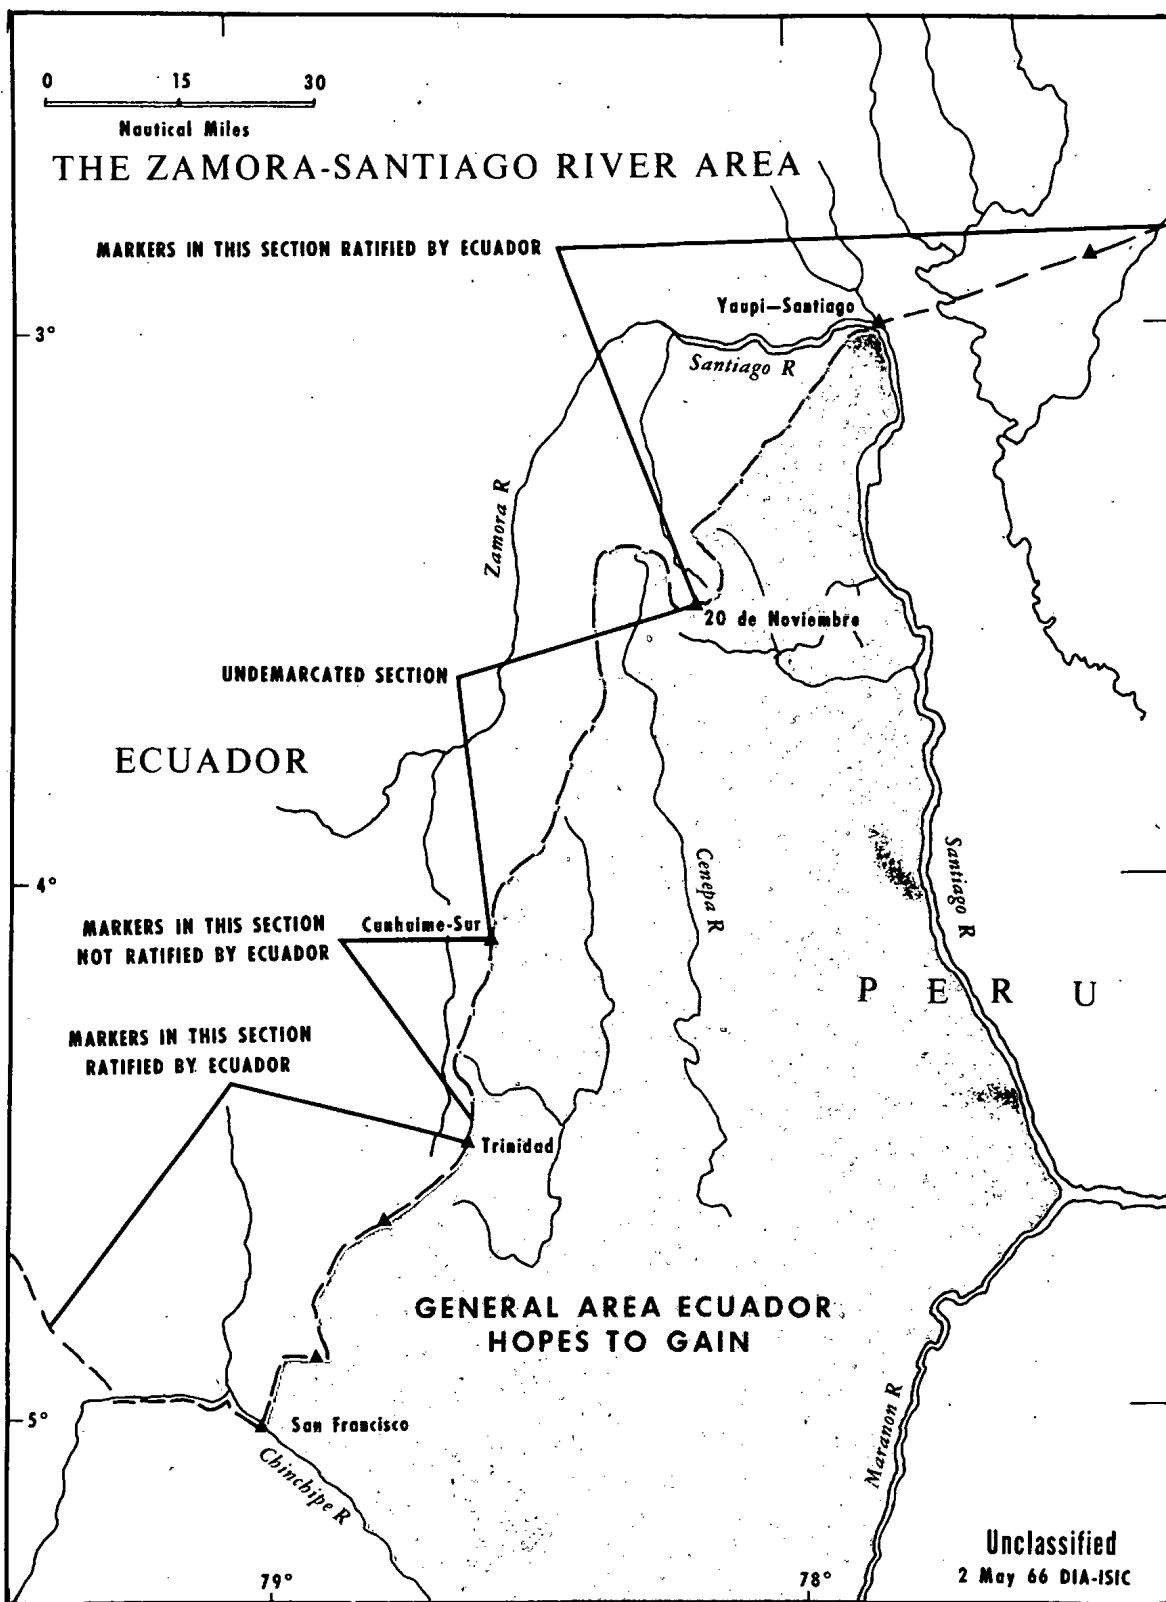 0 15 30
Nautical Miles
THE ZAMORA-SANTIAGO RIVER AREA
MARKERS IN THIS SECTION RATIFIED BY ECUADOR
Yaupi-Santiago
3°
Santiago R
Zamora R
20 de Noviembre
UNDEMARCATED SECTION
ECUADOR
4°
Cenepa R
Santiago R
MARKERS IN THIS SECTION
NOT RATIFIED BY ECUADOR
Cunhuime-Sur
PERU
MARKERS IN THIS SECTION
RATIFIED BY ECUADOR
Trinidad
GENERAL AREA ECUADOR
HOPES TO GAIN
5°
San Francisco
Chinchipe R
Maranon R
79°
78°
Unclassified
2 May 66 DIA-ISIC